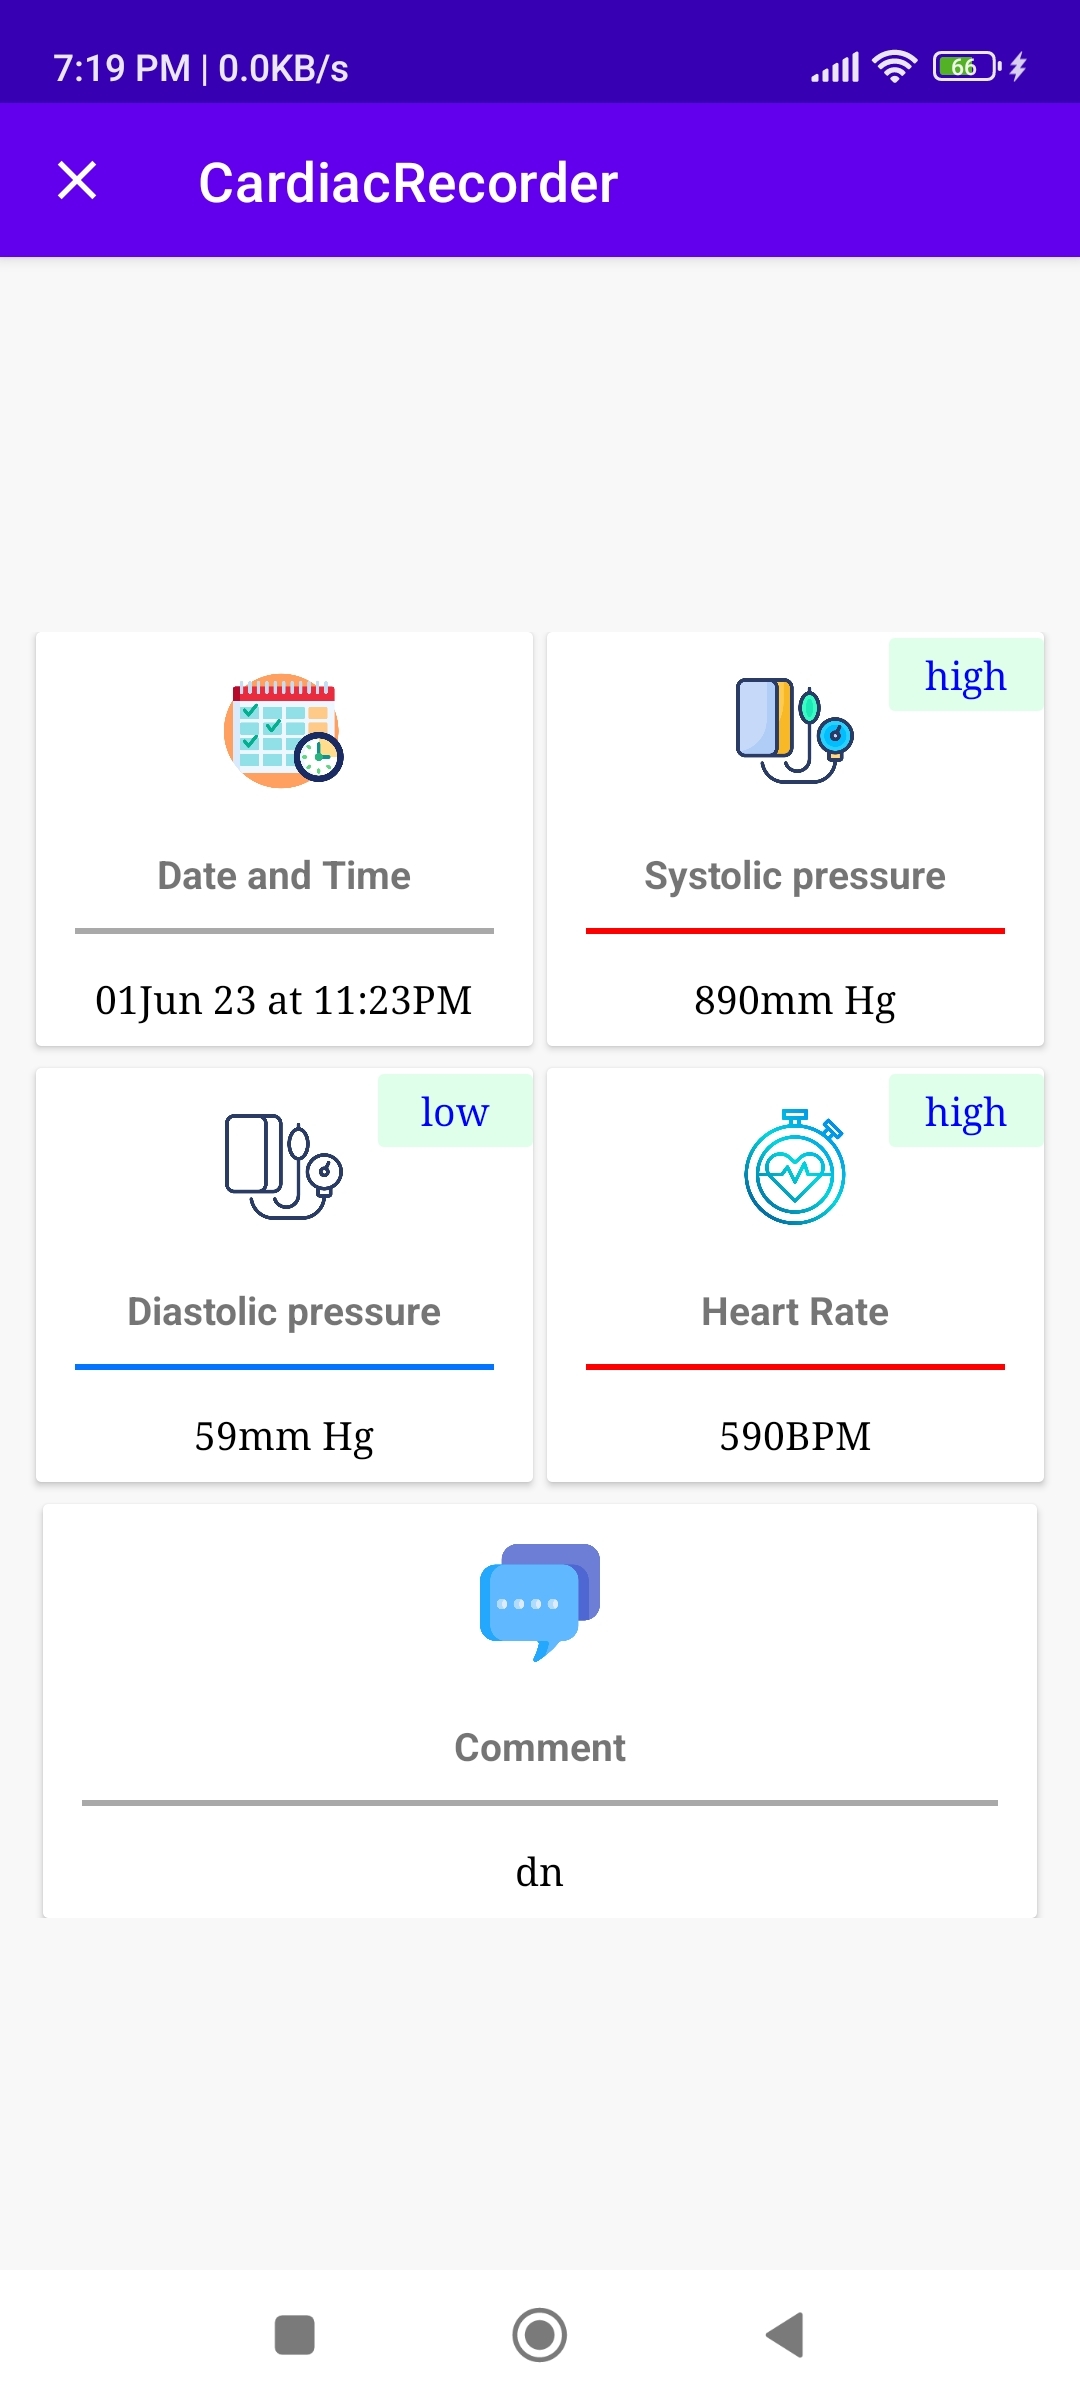 7:19 PM | 0.0KB/s 66
CardiacRecorder
Date and Time
01Jun 23 at 11:23PM
high
Systolic pressure
890mm Hg
low
Diastolic pressure
59mm Hg
high
Heart Rate
590BPM
Comment
dn